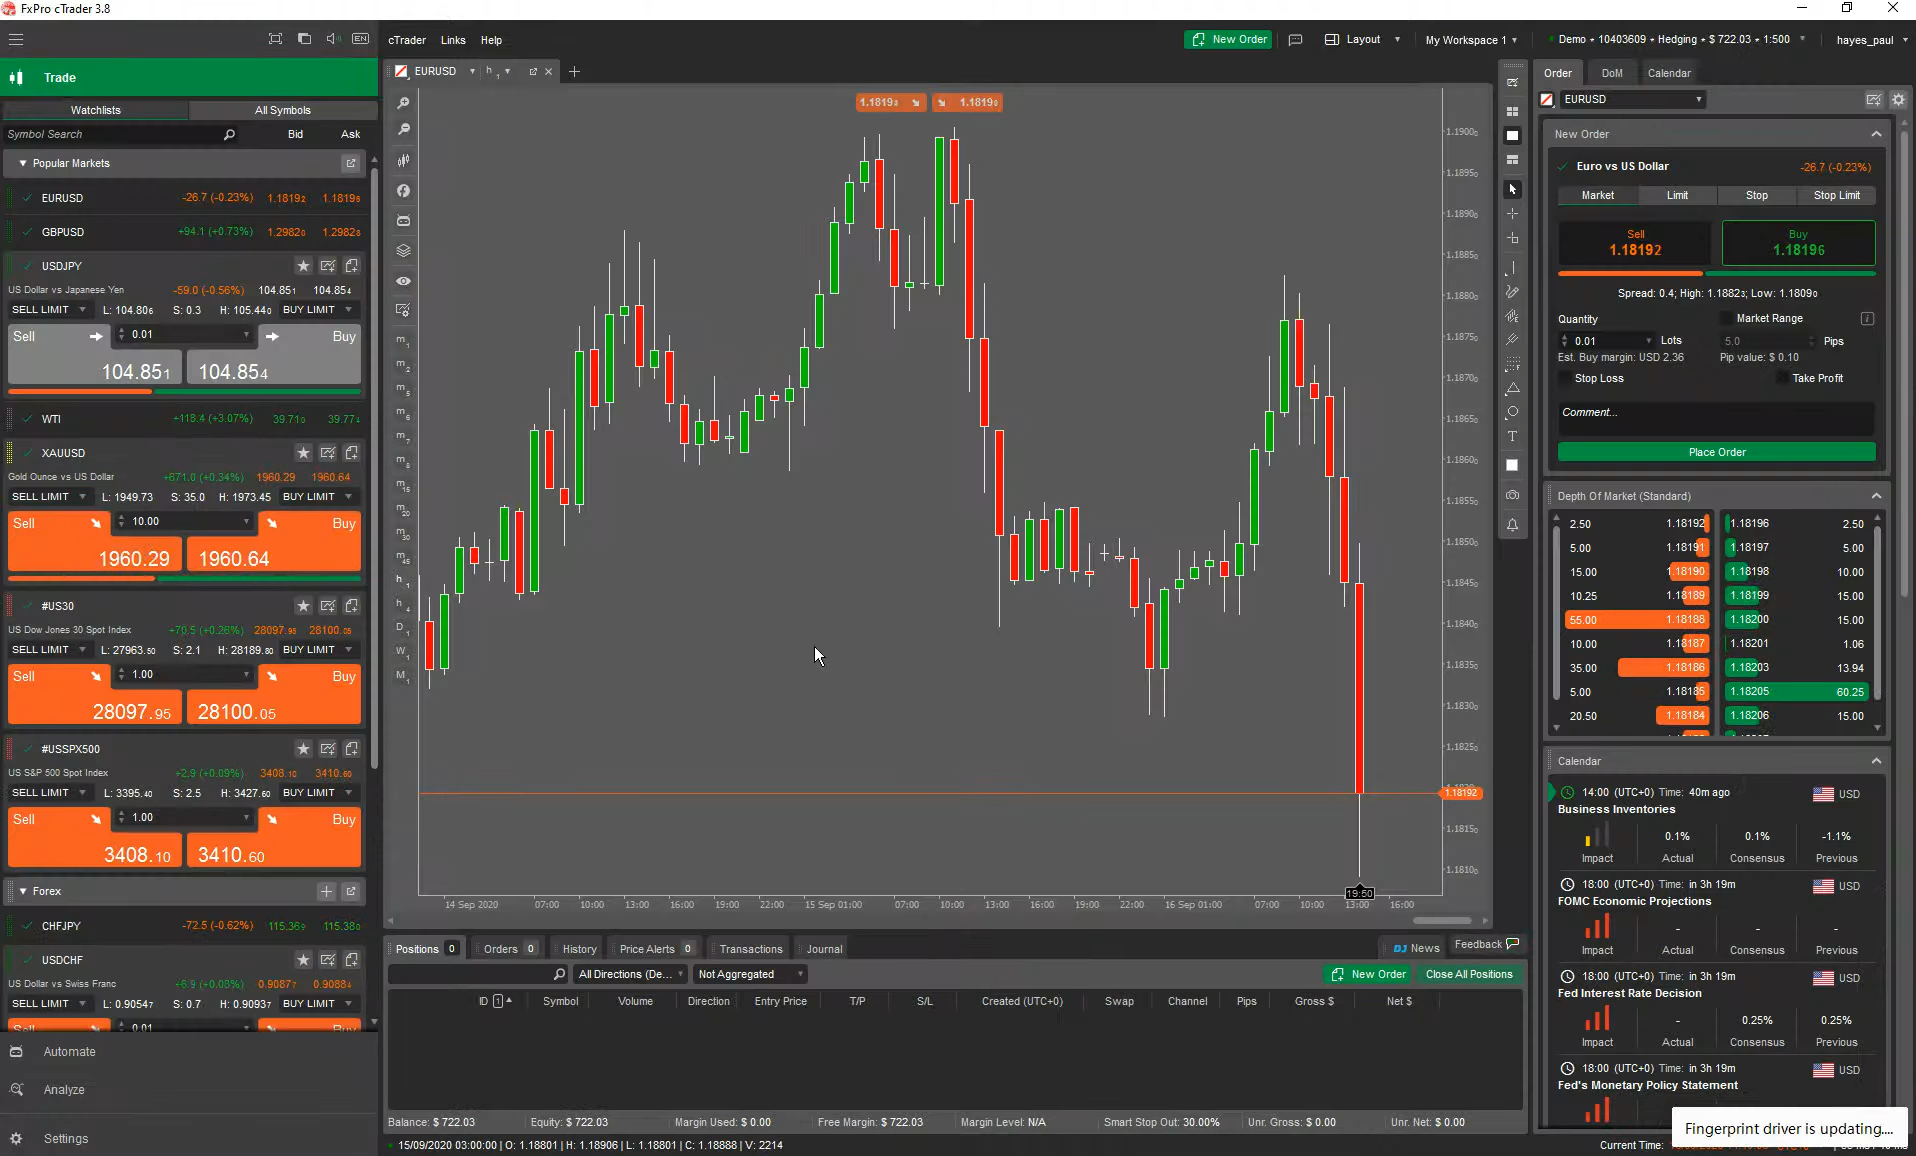 FxPro cTrader 3.8
EN
cTrader Links Help
New Order
Layout
My Workspace 1
Demo • 10403609 • Hedging • $ 722.03 • 1:500
hayes_paul
Trade
Watchlists
All Symbols
Symbol Search
Bid
Ask
Popular Markets
EURUSD -26.7 (-0.23%) 1.18192 1.18196
GBPUSD +94.1 (+0.73%) 1.29820 1.29828
USDJPY
US Dollar vs Japanese Yen -59.0 (-0.56%) 104.851 104.854
SELL LIMIT L: 104.806 S: 0.3 H: 105.440 BUY LIMIT
Sell 0.01 Buy
104.851 104.854
WTI +118.4 (+3.07%) 39.710 39.774
XAUUSD
Gold Ounce vs US Dollar +671.0 (+0.34%) 1960.29 1960.64
SELL LIMIT L: 1949.73 S: 35.0 H: 1973.45 BUY LIMIT
Sell 10.00 Buy
1960.29 1960.64
#US30
US Dow Jones 30 Spot Index +70.5 (+0.26%) 28097.95 28100.05
SELL LIMIT L: 27963.50 S: 2.1 H: 28189.80 BUY LIMIT
Sell 1.00 Buy
28097.95 28100.05
#USSPX500
US S&P 500 Spot Index +2.9 (+0.09%) 3408.10 3410.60
SELL LIMIT L: 3395.40 S: 2.5 H: 3427.60 BUY LIMIT
Sell 1.00 Buy
3408.10 3410.60
Forex
CHFJPY -72.5 (-0.62%) 115.369 115.380
USDCHF
US Dollar vs Swiss Franc +6.9 (+0.08%) 0.90877 0.90884
SELL LIMIT L: 0.90547 S: 0.7 H: 0.90937 BUY LIMIT
Sell 0.01 Buy
Automate
Analyze
Settings
EURUSD h1
1.18193 1.18190
m1
m2
m3
m4
m5
m6
m7
m8
m9
m10
m15
m20
m30
m45
h1
h4
D1
W1
M1
1.19000
1.18950
1.18900
1.18850
1.18800
1.18750
1.18700
1.18650
1.18600
1.18550
1.18500
1.18450
1.18400
1.18350
1.18300
1.18250
1.18192
1.18150
1.18100
19:50
14 Sep 2020 07:00 10:00 13:00 16:00 19:00 22:00 15 Sep 01:00 07:00 10:00 13:00 16:00 19:00 22:00 16 Sep 01:00 07:00 10:00 13:00 16:00
Positions 0
Orders 0
History
Price Alerts 0
Transactions
Journal
DJ News
Feedback
All Directions (De...
Not Aggregated
New Order
Close All Positions
ID 1 Symbol Volume Direction Entry Price T/P S/L Created (UTC+0) Swap Channel Pips Gross $ Net $
Balance: $ 722.03 Equity: $ 722.03 Margin Used: $ 0.00 Free Margin: $ 722.03 Margin Level: N/A Smart Stop Out: 30.00% Unr. Gross: $ 0.00 Unr. Net: $ 0.00
15/09/2020 03:00:00 | O: 1.18801 | H: 1.18906 | L: 1.18801 | C: 1.18888 | V: 2214
Order DoM Calendar
EURUSD
New Order
Euro vs US Dollar -26.7 (-0.23%)
Market Limit Stop Stop Limit
Sell
1.18192
Buy
1.18196
Spread: 0.4; High: 1.18823; Low: 1.18090
Quantity
Market Range
0.01 Lots
5.0 Pips
Est. Buy margin: USD 2.36 Pip value: $ 0.10
Stop Loss
Take Profit
Comment...
Place Order
Depth Of Market (Standard)
2.50 1.18192 1.18196 2.50
5.00 1.18191 1.18197 5.00
15.00 1.18190 1.18198 10.00
10.25 1.18189 1.18199 15.00
55.00 1.18188 1.18200 15.00
10.00 1.18187 1.18201 1.06
35.00 1.18186 1.18203 13.94
5.00 1.18185 1.18205 60.25
20.50 1.18184 1.18206 15.00
Calendar
14:00 (UTC+0) Time: 40m ago USD
Business Inventories
0.1% 0.1% -1.1%
Impact Actual Consensus Previous
18:00 (UTC+0) Time: in 3h 19m USD
FOMC Economic Projections
- - -
Impact Actual Consensus Previous
18:00 (UTC+0) Time: in 3h 19m USD
Fed Interest Rate Decision
- 0.25% 0.25%
Impact Actual Consensus Previous
18:00 (UTC+0) Time: in 3h 19m USD
Fed's Monetary Policy Statement
Fingerprint driver is updating....
Current Time: